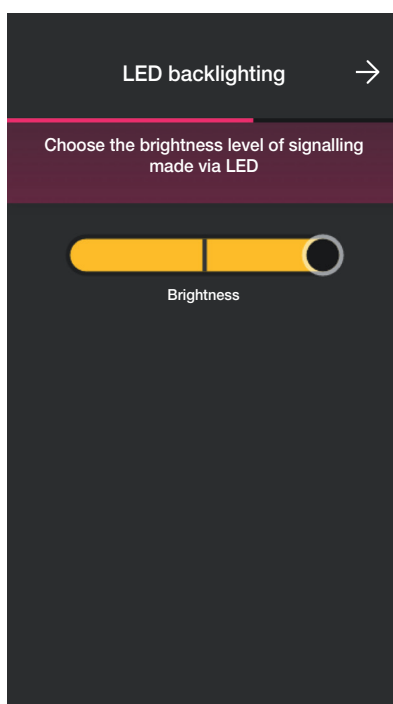 LED backlighting
Choose the brightness level of signalling
made via LED
Brightness